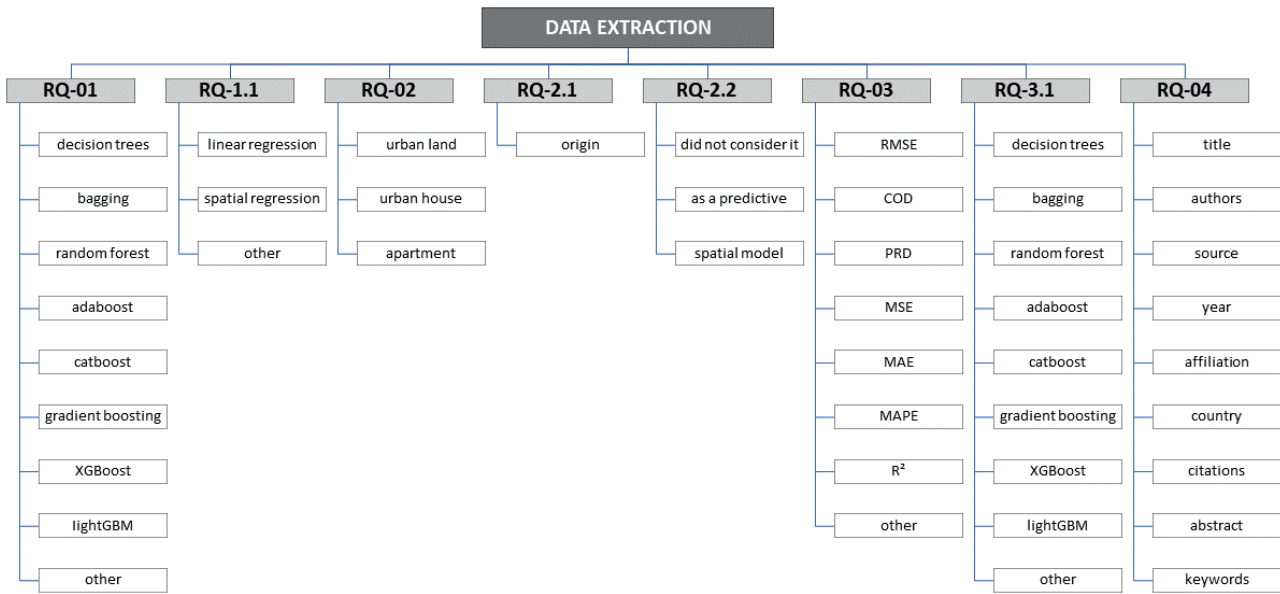 DATA EXTRACTION
RQ-01
decision trees
bagging
random forest
adaboost
catboost
gradient boosting
XGBoost
lightGBM
other
RQ-1.1
linear regression
spatial regression
other
RQ-02
urban land
urban house
apartment
RQ-2.1
origin
RQ-2.2
did not consider it
as a predictive
spatial model
RQ-03
RMSE
COD
PRD
MSE
MAE
MAPE
R²
other
RQ-3.1
decision trees
bagging
random forest
adaboost
catboost
gradient boosting
XGBoost
lightGBM
other
RQ-04
title
authors
source
year
affiliation
country
citations
abstract
keywords